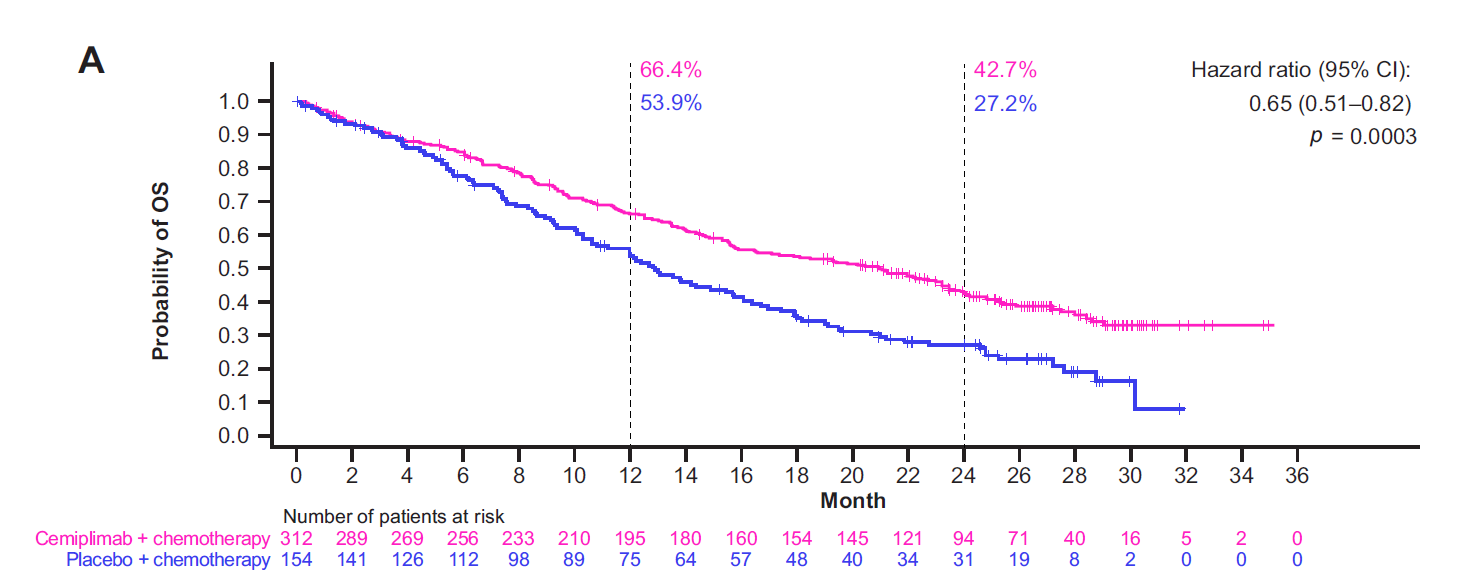 A
66.4%
53.9%
42.7%
27.2%
Hazard ratio (95% CI):
0.65 (0.51–0.82)
p = 0.0003
Probability of OS
1.0
0.9
0.8
0.7
0.6
0.5
0.4
0.3
0.2
0.1
0.0
0 2 4 6 8 10 12 14 16 18 20 22 24 26 28 30 32 34 36
Month
Number of patients at risk
Cemiplimab + chemotherapy 312 289 269 256 233 210 195 180 160 154 145 121 94 71 40 16 5 2 0
Placebo + chemotherapy 154 141 126 112 98 89 75 64 57 48 40 34 31 19 8 2 0 0 0